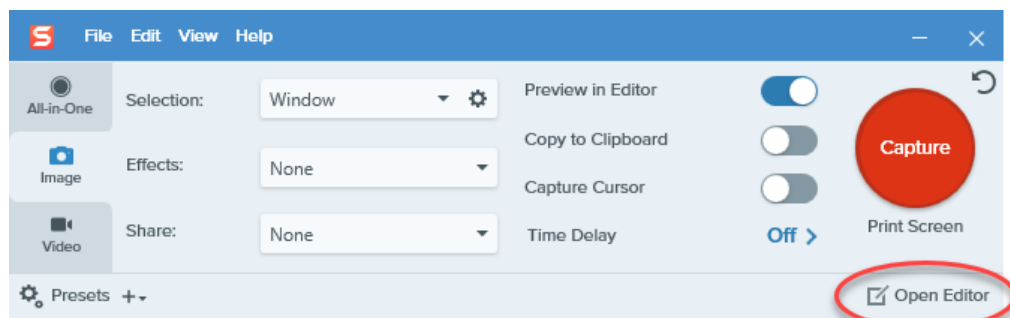 S File Edit View Help
All-in-One
Image
Video
Selection: Window
Effects: None
Share: None
Preview in Editor
Copy to Clipboard
Capture Cursor
Time Delay Off >
Capture
Print Screen
Presets +
Open Editor